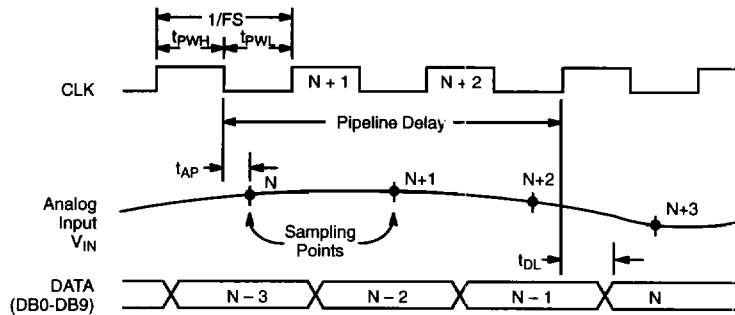 1/FS
tPWH tPWL
CLK N + 1 N + 2
Pipeline Delay
tAP
N N+1 N+2 N+3
Analog
Input
VIN
Sampling
Points
tDL
DATA
(DB0-DB9)
N – 3 N – 2 N – 1 N